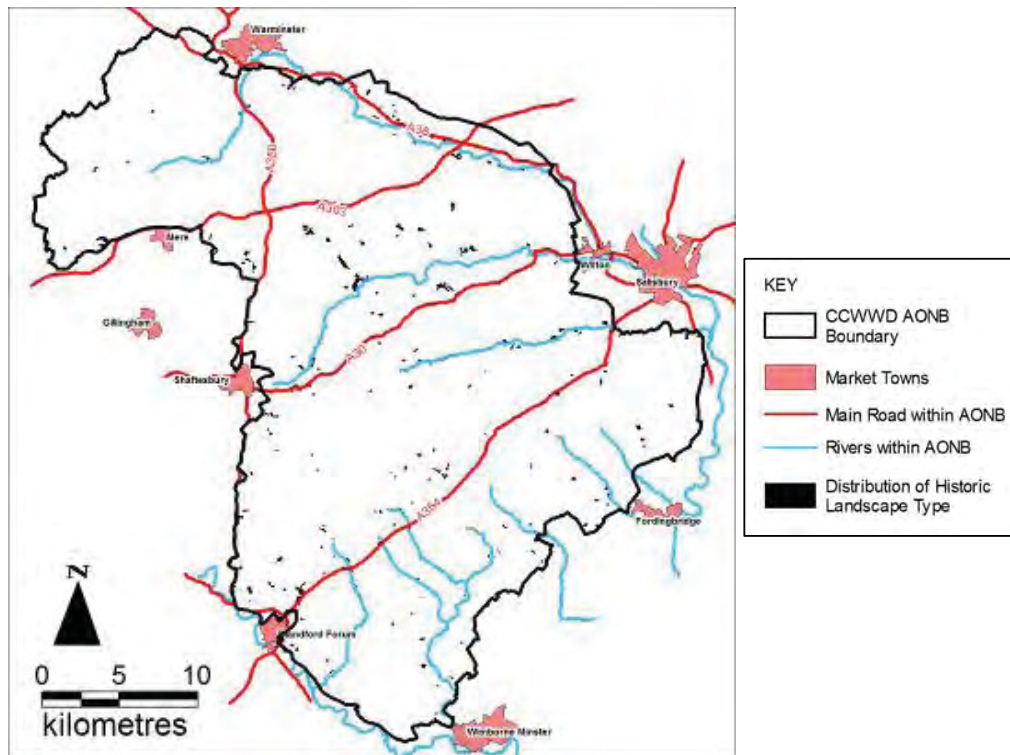 Warminster
A36
A350
A303
Mere
Wilton
Salisbury
Gillingham
A30
Shaftesbury
A354
Fordingbridge
N
Blandford Forum
0 5 10
kilometres
Wimborne Minster
KEY
CCWWD AONB
Boundary
Market Towns
Main Road within AONB
Rivers within AONB
Distribution of Historic
Landscape Type